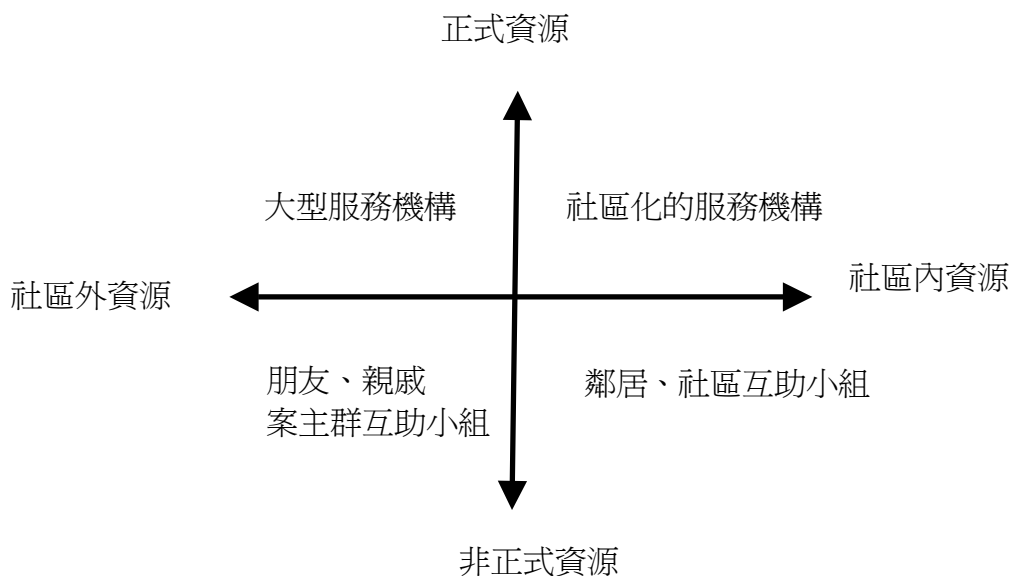 正式資源
大型服務機構
社區化的服務機構
社區外資源
社區內資源
朋友、親戚
案主群互助小組
鄰居、社區互助小組
非正式資源